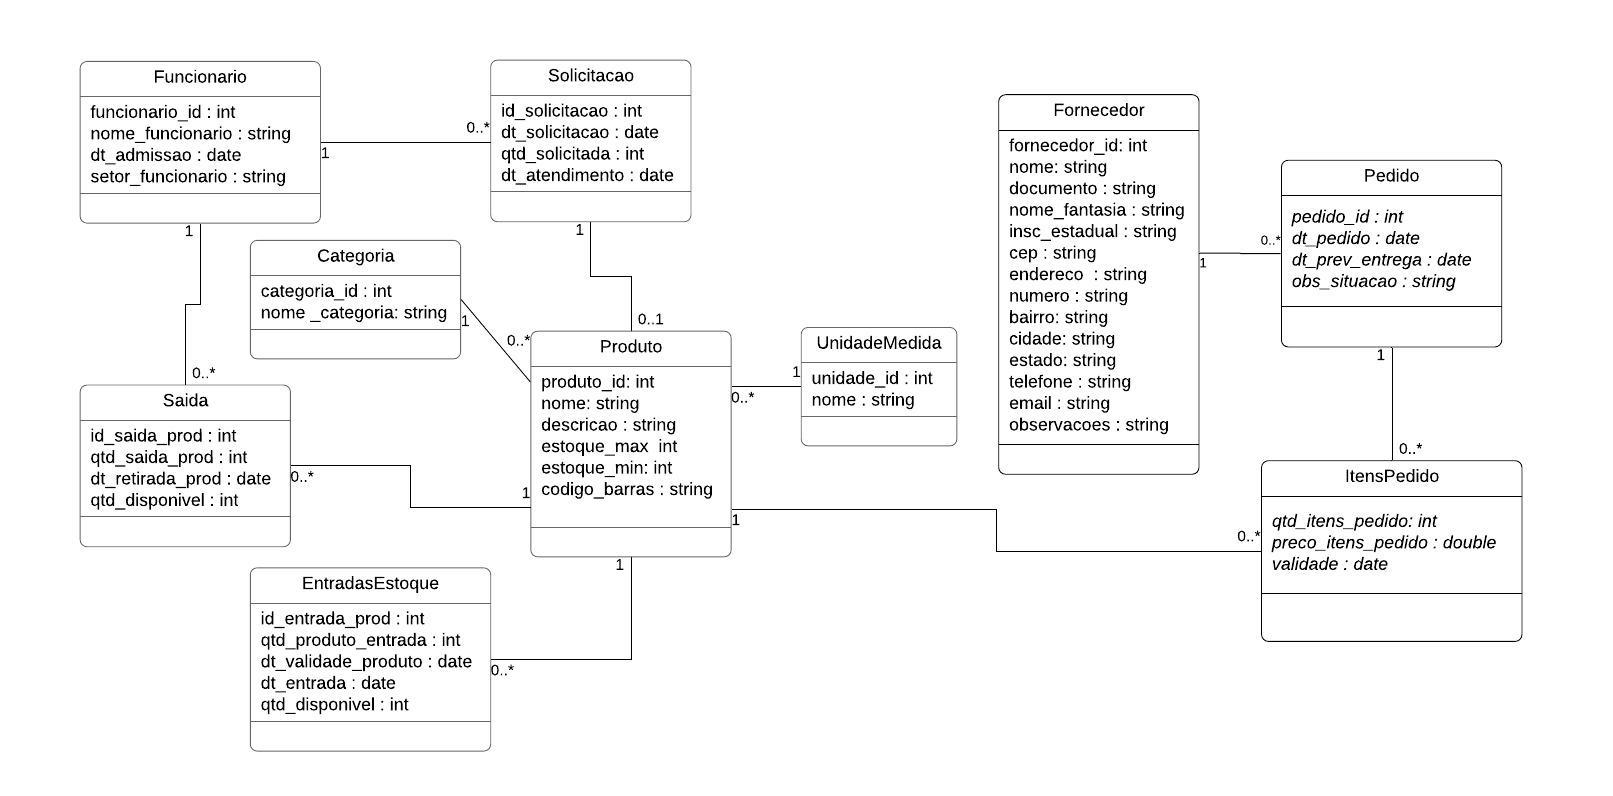 Funcionario
funcionario_id : int
nome_funcionario : string
dt_admissao : date
setor_funcionario : string
1
0..*
Solicitacao
id_solicitacao : int
dt_solicitacao : date
qtd_solicitada : int
dt_atendimento : date
1
0..1
1
0..*
Categoria
categoria_id : int
nome _categoria: string
1
0..*
Produto
produto_id: int
nome: string
descricao : string
estoque_max  int
estoque_min: int
codigo_barras : string
0..*
1
UnidadeMedida
unidade_id : int
nome : string
Saida
id_saida_prod : int
qtd_saida_prod : int
dt_retirada_prod : date
qtd_disponivel : int
0..*
1
1
0..*
1
0..*
EntradasEstoque
id_entrada_prod : int
qtd_produto_entrada : int
dt_validade_produto : date
dt_entrada : date
qtd_disponivel : int
Fornecedor
fornecedor_id: int
nome: string
documento : string
nome_fantasia : string
insc_estadual : string
cep : string
endereco  : string
numero : string
bairro: string
cidade: string
estado: string
telefone : string
email : string
observacoes : string
1
0..*
Pedido
pedido_id : int
dt_pedido : date
dt_prev_entrega : date
obs_situacao : string
1
0..*
ItensPedido
qtd_itens_pedido: int
preco_itens_pedido : double
validade : date